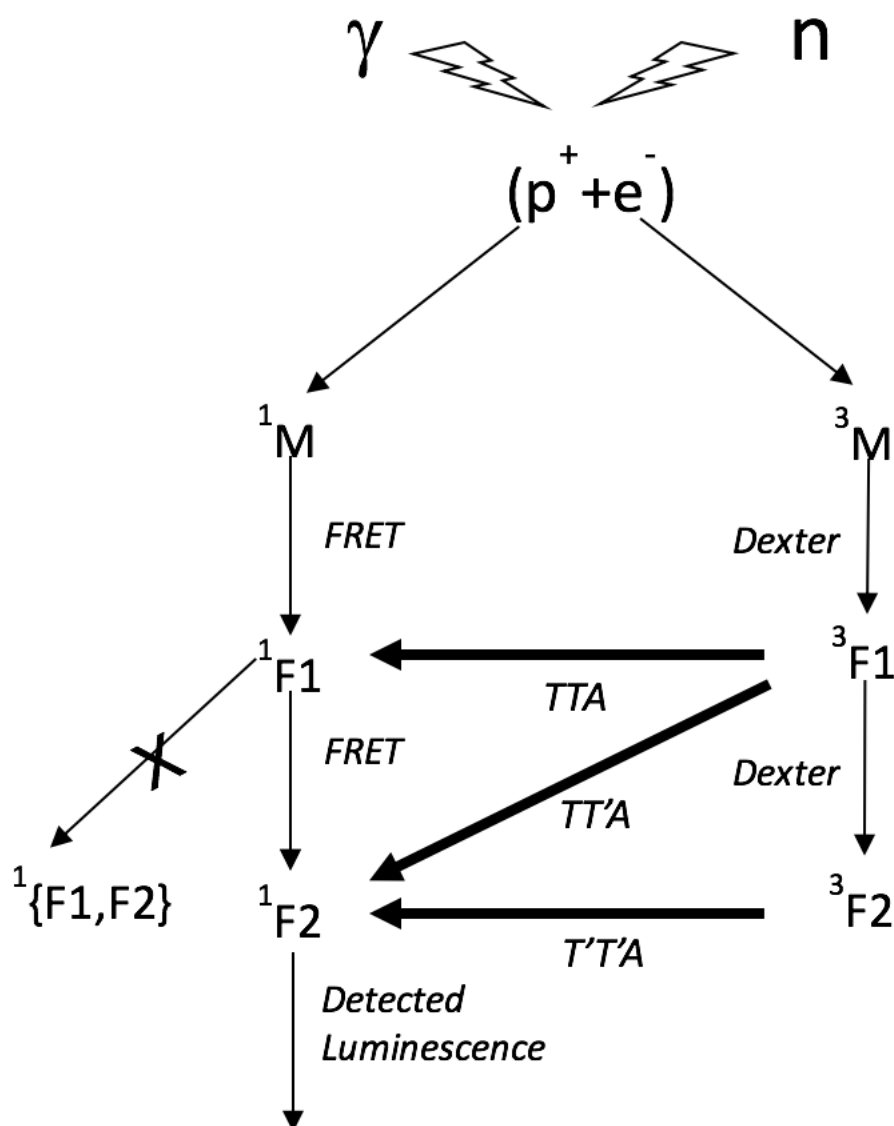 γ n
(p⁺+e⁻)
¹M ³M
FRET Dexter
¹F1 ³F1
TTA
FRET Dexter
TT'A
¹{F1,F2} ¹F2 ³F2
T'T'A
Detected
Luminescence